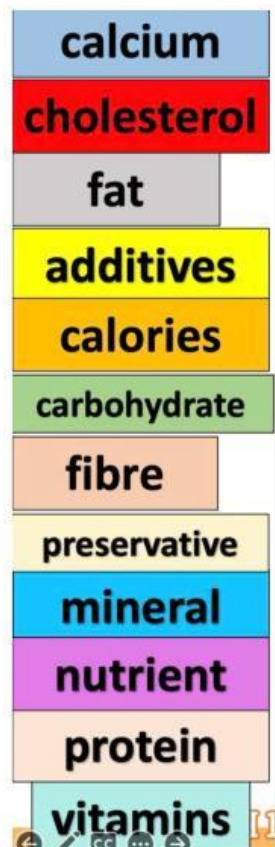 calcium
cholesterol
fat
additives
calories
carbohydrate
fibre
preservative
mineral
nutrient
protein
vitamins